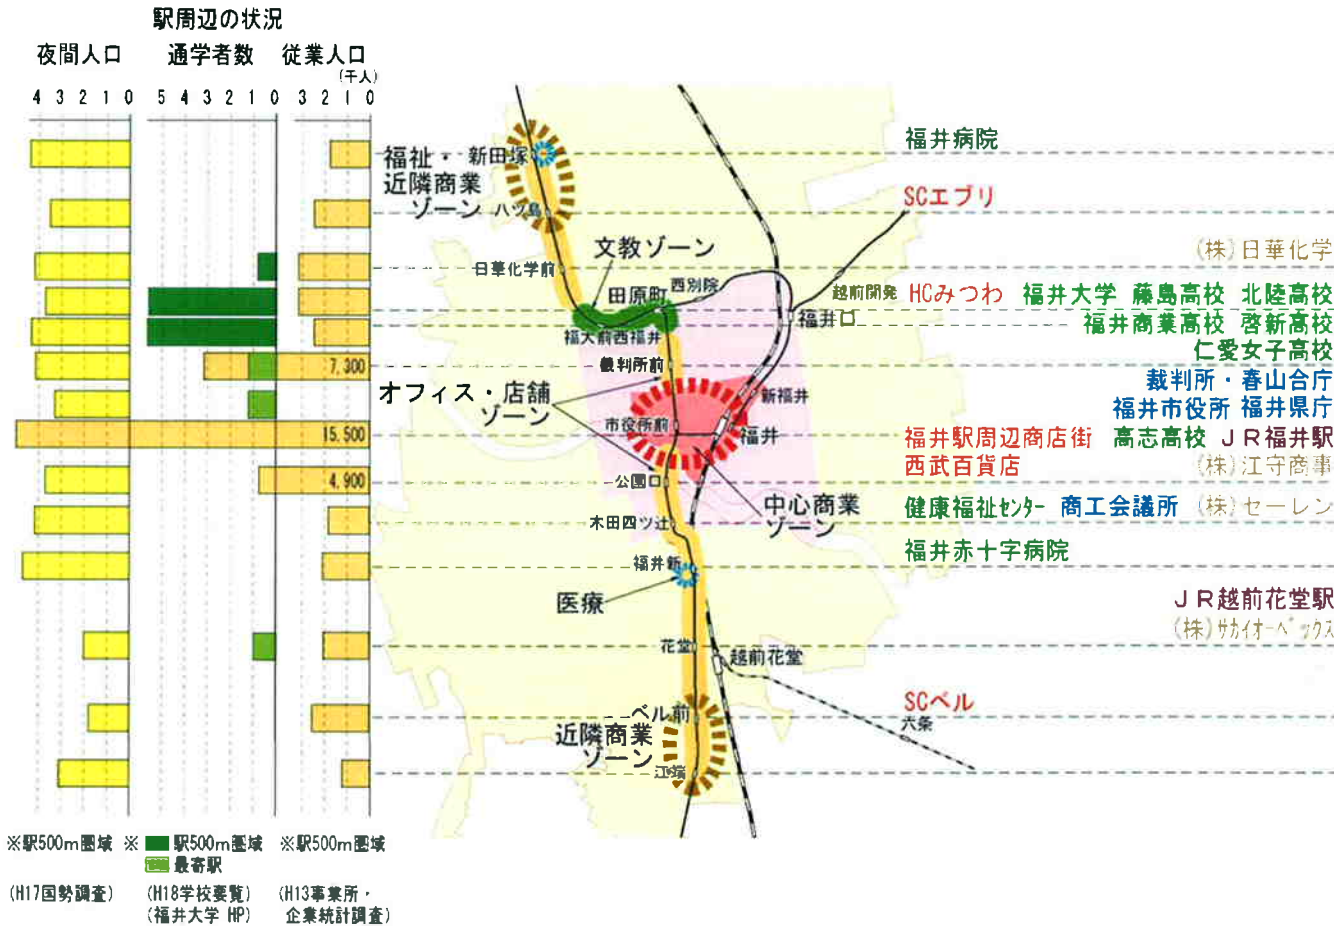 駅周辺の状況
夜間人口 通学者数 従業人口
(千人)
4 3 2 1 0 5 4 3 2 1 0 3 2 1 0
福井病院
福祉・
近隣商業
ゾーン
新田塚
八ツ島
SCエブリ
文教ゾーン
(株)日華化学
日華化学前
田原町
西別院
越前開発
HCみつわ 福井大学 藤島高校 北陸高校
福井口
福井商業高校 啓新高校
福大前西福井
仁愛女子高校
裁判所前
7,300
オフィス・店舗
ゾーン
新福井
裁判所・春山合庁
福井市役所 福井県庁
市役所前
福井
15,500
福井駅周辺商店街 高志高校 JR福井駅
西武百貨店 (株)江守商事
4,900
公園口
中心商業
ゾーン
健康福祉センター 商工会議所 (株)セーレン
木田四ツ辻
福井赤十字病院
福井新
医療
JR越前花堂駅
(株)サカイオーベックス
花堂
越前花堂
SCベル
六条
ベル前
近隣商業
ゾーン
江端
※駅500m圏域 ※ 駅500m圏域 ※駅500m圏域
最寄駅
(H17国勢調査) (H18学校要覧) (H13事業所・
(福井大学 HP) 企業統計調査)